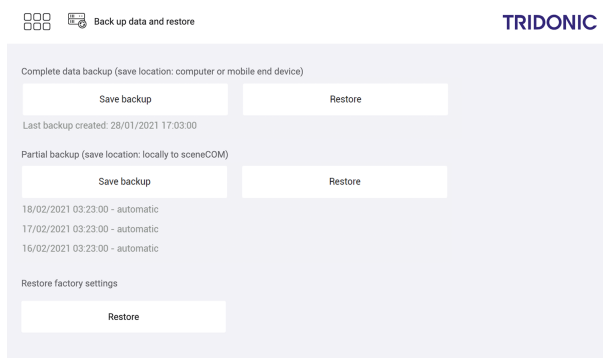 Back up data and restore
TRIDONIC
Complete data backup (save location: computer or mobile end device)
Save backup
Restore
Last backup created: 28/01/2021 17:03:00
Partial backup (save location: locally to sceneCOM)
Save backup
Restore
18/02/2021 03:23:00 - automatic
17/02/2021 03:23:00 - automatic
16/02/2021 03:23:00 - automatic
Restore factory settings
Restore